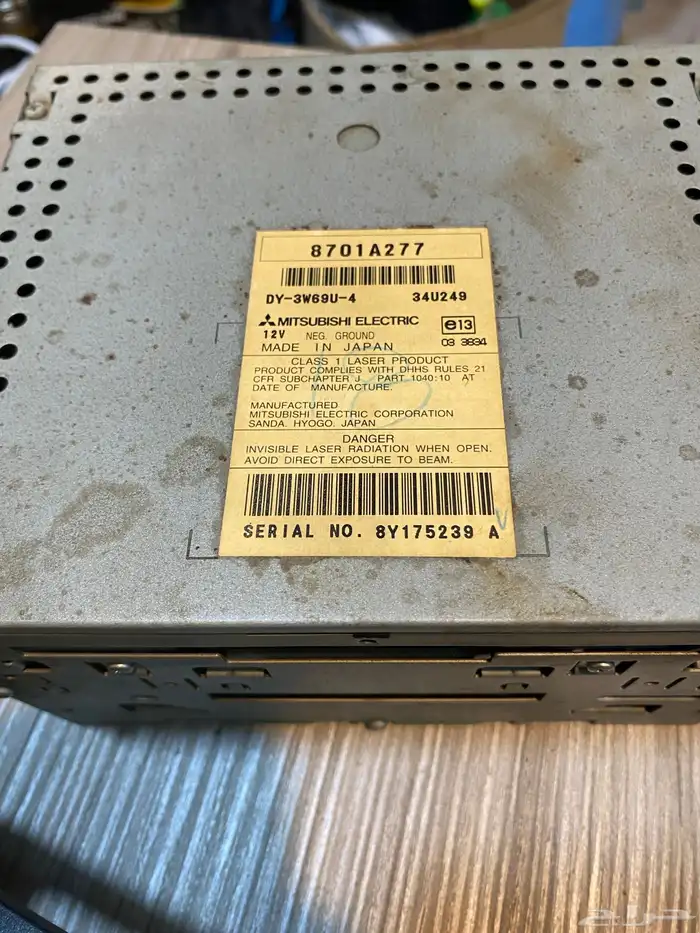 8701A277
DY-3W69U-4 34U249
MITSUBISHI ELECTRIC e13
12V NEG. GROUND
MADE IN JAPAN 03 3834
CLASS 1 LASER PRODUCT
PRODUCT COMPLIES WITH DHHS RULES 21
CFR SUBCHAPTER J, PART 1040:10 AT
DATE OF MANUFACTURE.
MANUFACTURED
MITSUBISHI ELECTRIC CORPORATION
SANDA. HYOGO. JAPAN
DANGER
INVISIBLE LASER RADIATION WHEN OPEN.
AVOID DIRECT EXPOSURE TO BEAM.
SERIAL NO. 8Y175239 A
حراج